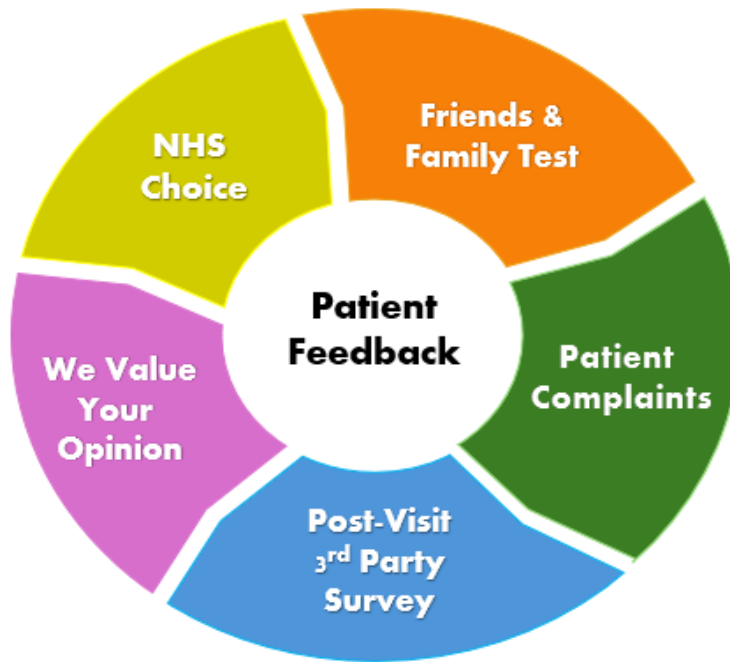 Friends &
Family Test
Patient
Complaints
Post-Visit
3rd Party
Survey
We Value
Your
Opinion
NHS
Choice
Patient
Feedback